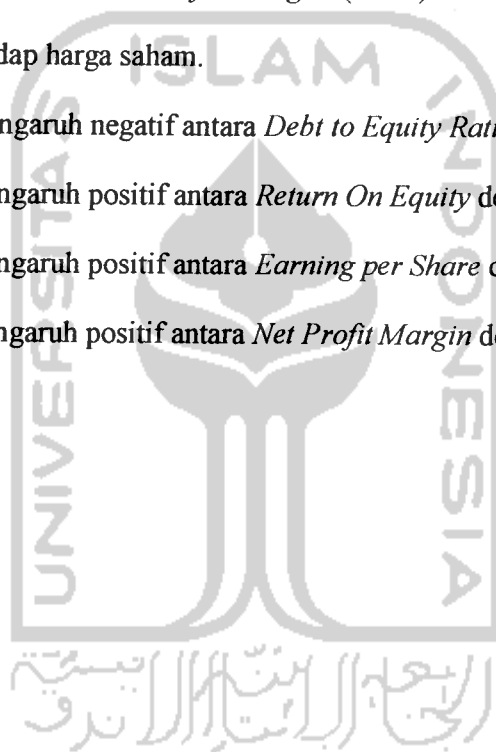 dap harga saham.
ngaruh negatif antara Debt to Equity Rati
ngaruh positif antara Return On Equity d
ngaruh positif antara Earning per Share
ngaruh positif antara Net Profit Margin d
ISLAM
UNIVERSITAS
INDONESIA